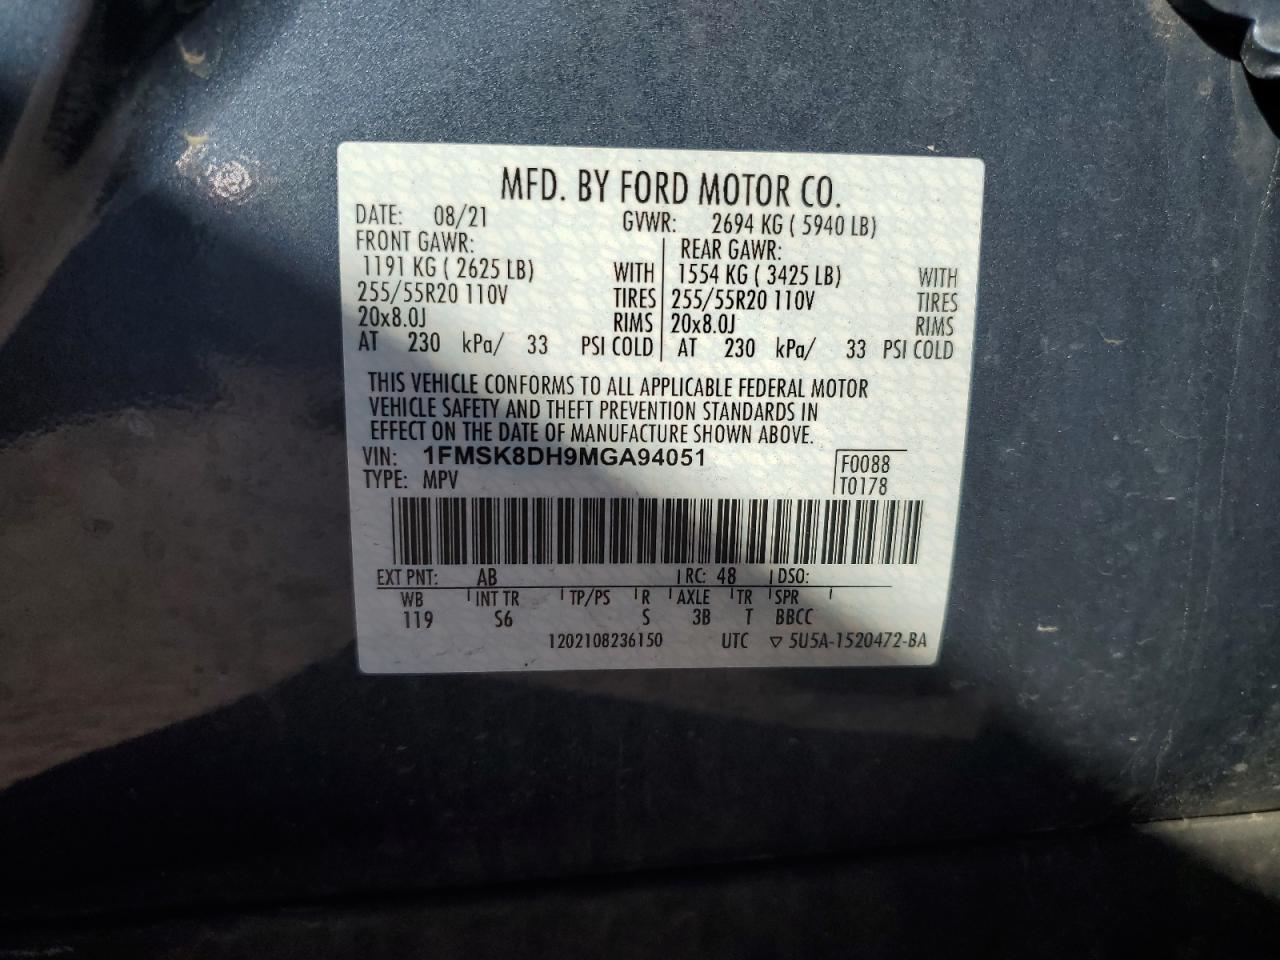 MFD. BY FORD MOTOR CO.
DATE: 08/21 GVWR: 2694 KG ( 5940 LB)
FRONT GAWR: REAR GAWR:
1191 KG ( 2625 LB) WITH 1554 KG ( 3425 LB) WITH
255/55R20 110V TIRES 255/55R20 110V TIRES
20x8.0J RIMS 20x8.0J RIMS
AT 230 kPa/ 33 PSI COLD AT 230 kPa/ 33 PSI COLD
THIS VEHICLE CONFORMS TO ALL APPLICABLE FEDERAL MOTOR
VEHICLE SAFETY AND THEFT PREVENTION STANDARDS IN
EFFECT ON THE DATE OF MANUFACTURE SHOWN ABOVE.
VIN: 1FMSK8DH9MGA94051 F0088
TYPE: MPV T0178
EXT PNT: AB RC: 48 DSO:
WB INT TR TP/PS R AXLE TR SPR
119 S6 S 3B T BBCC
1202108236150 UTC ▽ 5U5A-1520472-BA